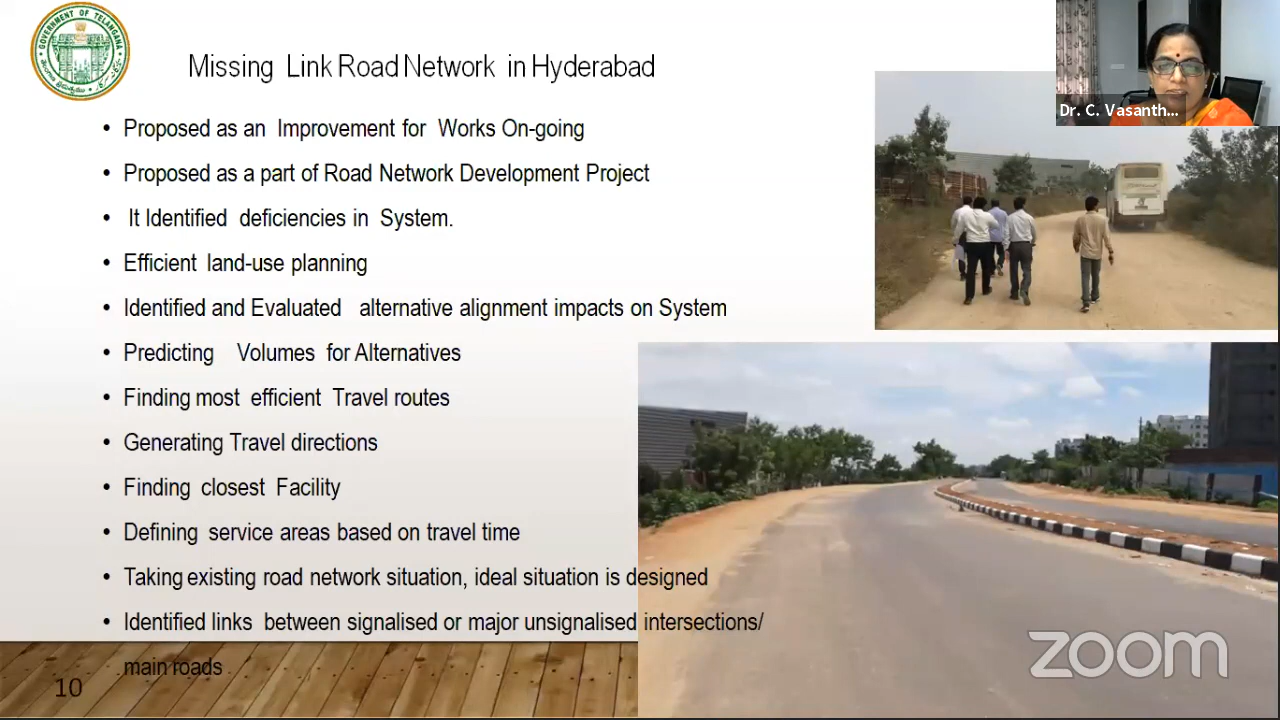 GOVERNMENT OF TELANGANA
Missing Link Road Network in Hyderabad
Dr. C. Vasanth...
• Proposed as an Improvement for Works On-going
• Proposed as a part of Road Network Development Project
• It Identified deficiencies in System.
• Efficient land-use planning
• Identified and Evaluated alternative alignment impacts on System
• Predicting Volumes for Alternatives
• Finding most efficient Travel routes
• Generating Travel directions
• Finding closest Facility
• Defining service areas based on travel time
• Taking existing road network situation, ideal situation is designed
• Identified links between signalised or major unsignalised intersections/
main roads
10
zoom